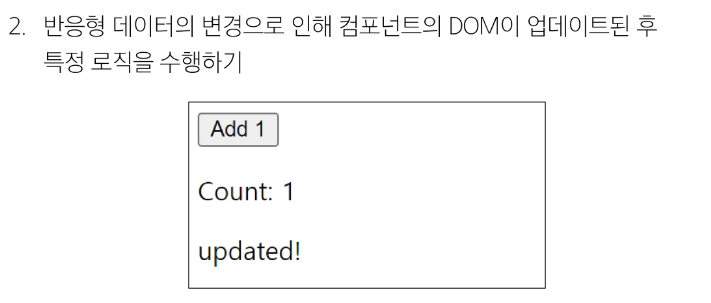 2. 반응형 데이터의 변경으로 인해 컴포넌트의 DOM이 업데이트된 후
특정 로직을 수행하기
Add 1
Count: 1
updated!